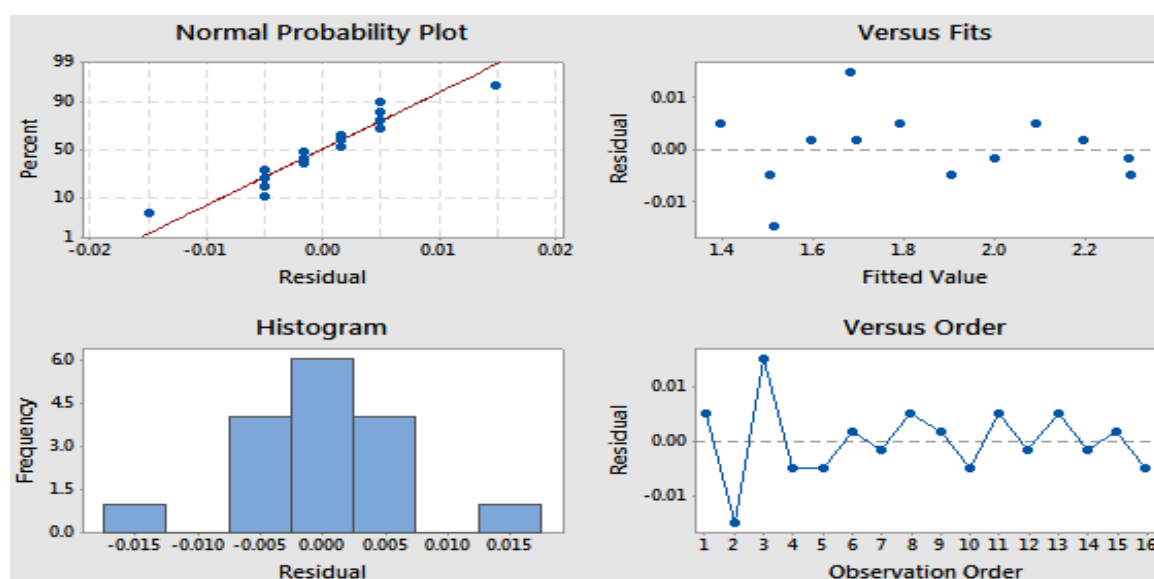 Normal Probability Plot
99
90
50
10
1
Percent
-0.02 -0.01 0.00 0.01 0.02
Residual
Versus Fits
0.01
0.00
-0.01
Residual
1.4 1.6 1.8 2.0 2.2
Fitted Value
Histogram
6.0
4.5
3.0
1.5
0.0
Frequency
-0.015 -0.010 -0.005 0.000 0.005 0.010 0.015
Residual
Versus Order
0.01
0.00
-0.01
Residual
1 2 3 4 5 6 7 8 9 10 11 12 13 14 15 16
Observation Order